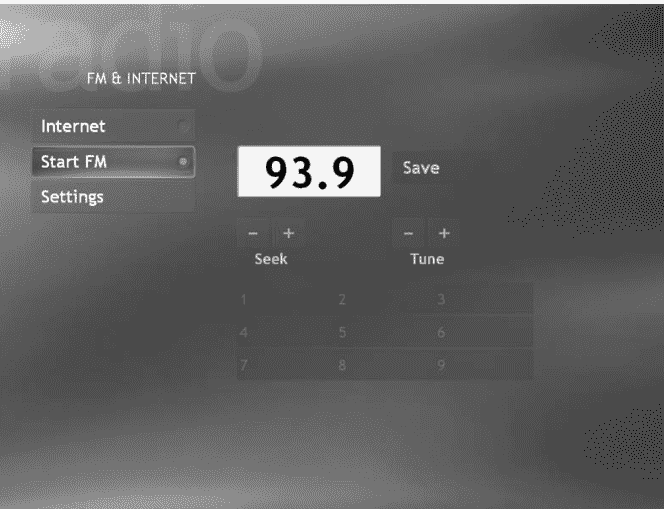 radio
FM & INTERNET
Internet
Start FM
Settings
93.9 Save
- + - +
Seek Tune
1 2 3
4 5 6
7 8 9